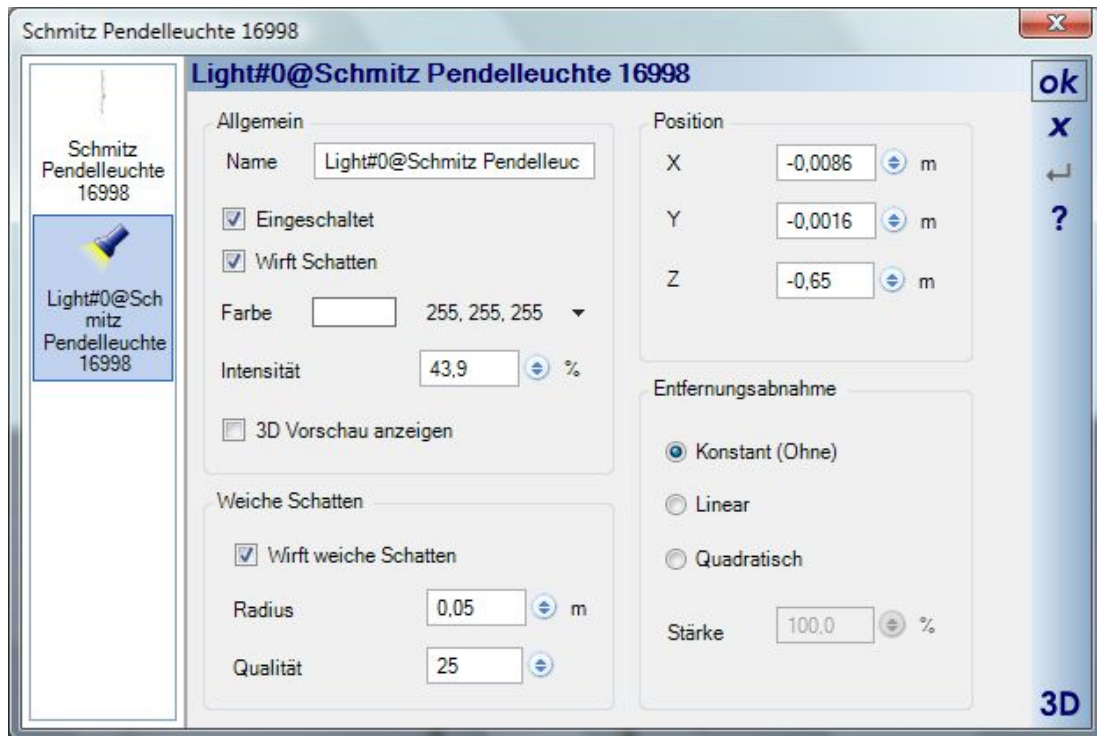 Schmitz Pendelleuchte 16998
Schmitz
Pendelleuchte
16998
Light#0@Sch
mitz
Pendelleuchte
16998
Light#0@Schmitz Pendelleuchte 16998
Allgemein
Name Light#0@Schmitz Pendelleuc
Eingeschaltet
Wirft Schatten
Farbe 255, 255, 255
Intensität 43,9 %
3D Vorschau anzeigen
Weiche Schatten
Wirft weiche Schatten
Radius 0,05 m
Qualität 25
Position
X -0,0086 m
Y -0,0016 m
Z -0,65 m
Entfernungsabnahme
Konstant (Ohne)
Linear
Quadratisch
Stärke 100,0 %
ok
x
?
3D